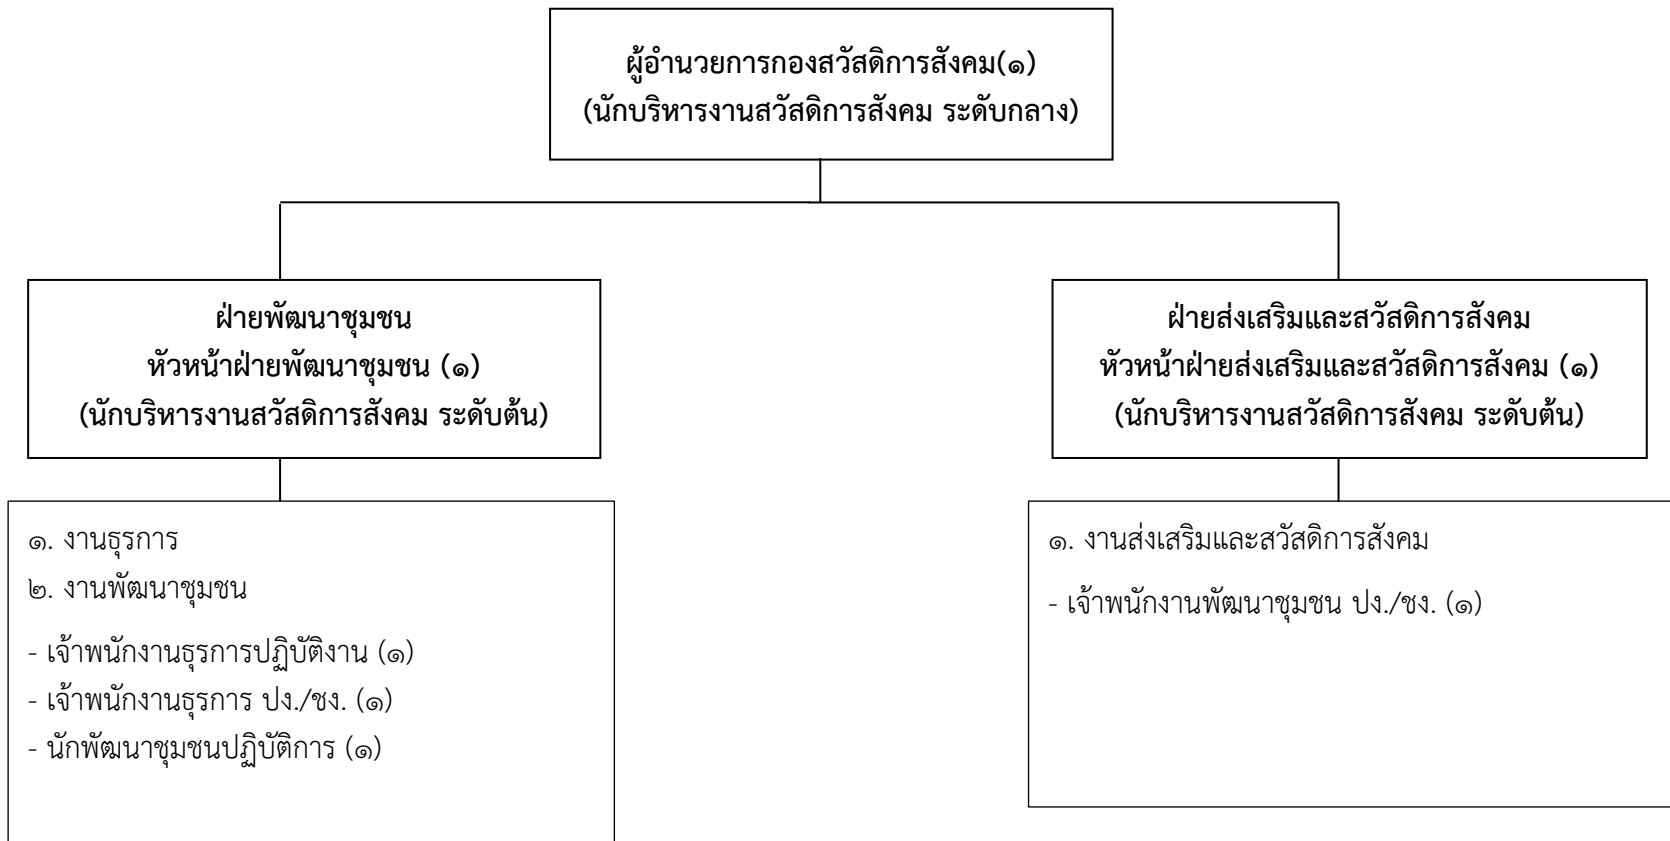 ผู้อำนวยการกองสวัสดิการสังคม(๑)
(นักบริหารงานสวัสดิการสังคม ระดับกลาง)
ฝ่ายพัฒนาชุมชน
หัวหน้าฝ่ายพัฒนาชุมชน (๑)
(นักบริหารงานสวัสดิการสังคม ระดับต้น)
ฝ่ายส่งเสริมและสวัสดิการสังคม
หัวหน้าฝ่ายส่งเสริมและสวัสดิการสังคม (๑)
(นักบริหารงานสวัสดิการสังคม ระดับต้น)
๑. งานธุรการ
๒. งานพัฒนาชุมชน
- เจ้าพนักงานธุรการปฏิบัติงาน (๑)
- เจ้าพนักงานธุรการ ปง./ชง. (๑)
- นักพัฒนาชุมชนปฏิบัติการ (๑)
๑. งานส่งเสริมและสวัสดิการสังคม
- เจ้าพนักงานพัฒนาชุมชน ปง./ชง. (๑)